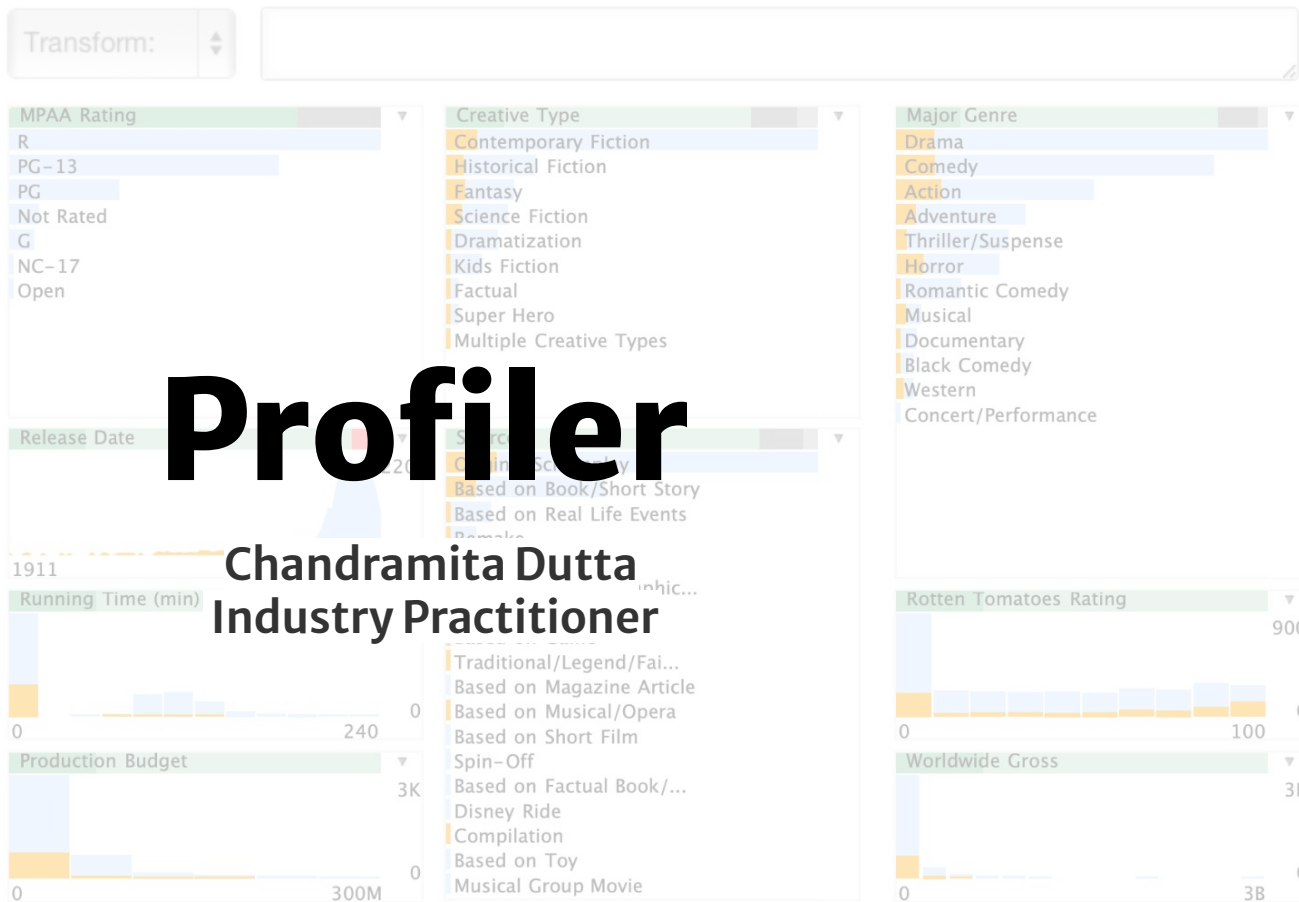 Transform:
MPAA Rating
R
PG-13
PG
Not Rated
G
NC-17
Open
Creative Type
Contemporary Fiction
Historical Fiction
Fantasy
Science Fiction
Dramatization
Kids Fiction
Factual
Super Hero
Multiple Creative Types
Major Genre
Drama
Comedy
Action
Adventure
Thriller/Suspense
Horror
Romantic Comedy
Musical
Documentary
Black Comedy
Western
Concert/Performance
Profiler
Chandramita Dutta
Industry Practitioner
Release Date
1911
Based on Book/Short Story
Based on Real Life Events
Remake
Traditional/Legend/Fai...
Based on Magazine Article
Based on Musical/Opera
Based on Short Film
Spin-Off
Based on Factual Book/...
Disney Ride
Compilation
Based on Toy
Musical Group Movie
Running Time (min)
0
0
240
Rotten Tomatoes Rating
0
100
Production Budget
3K
0
0
300M
Worldwide Gross
0
3B